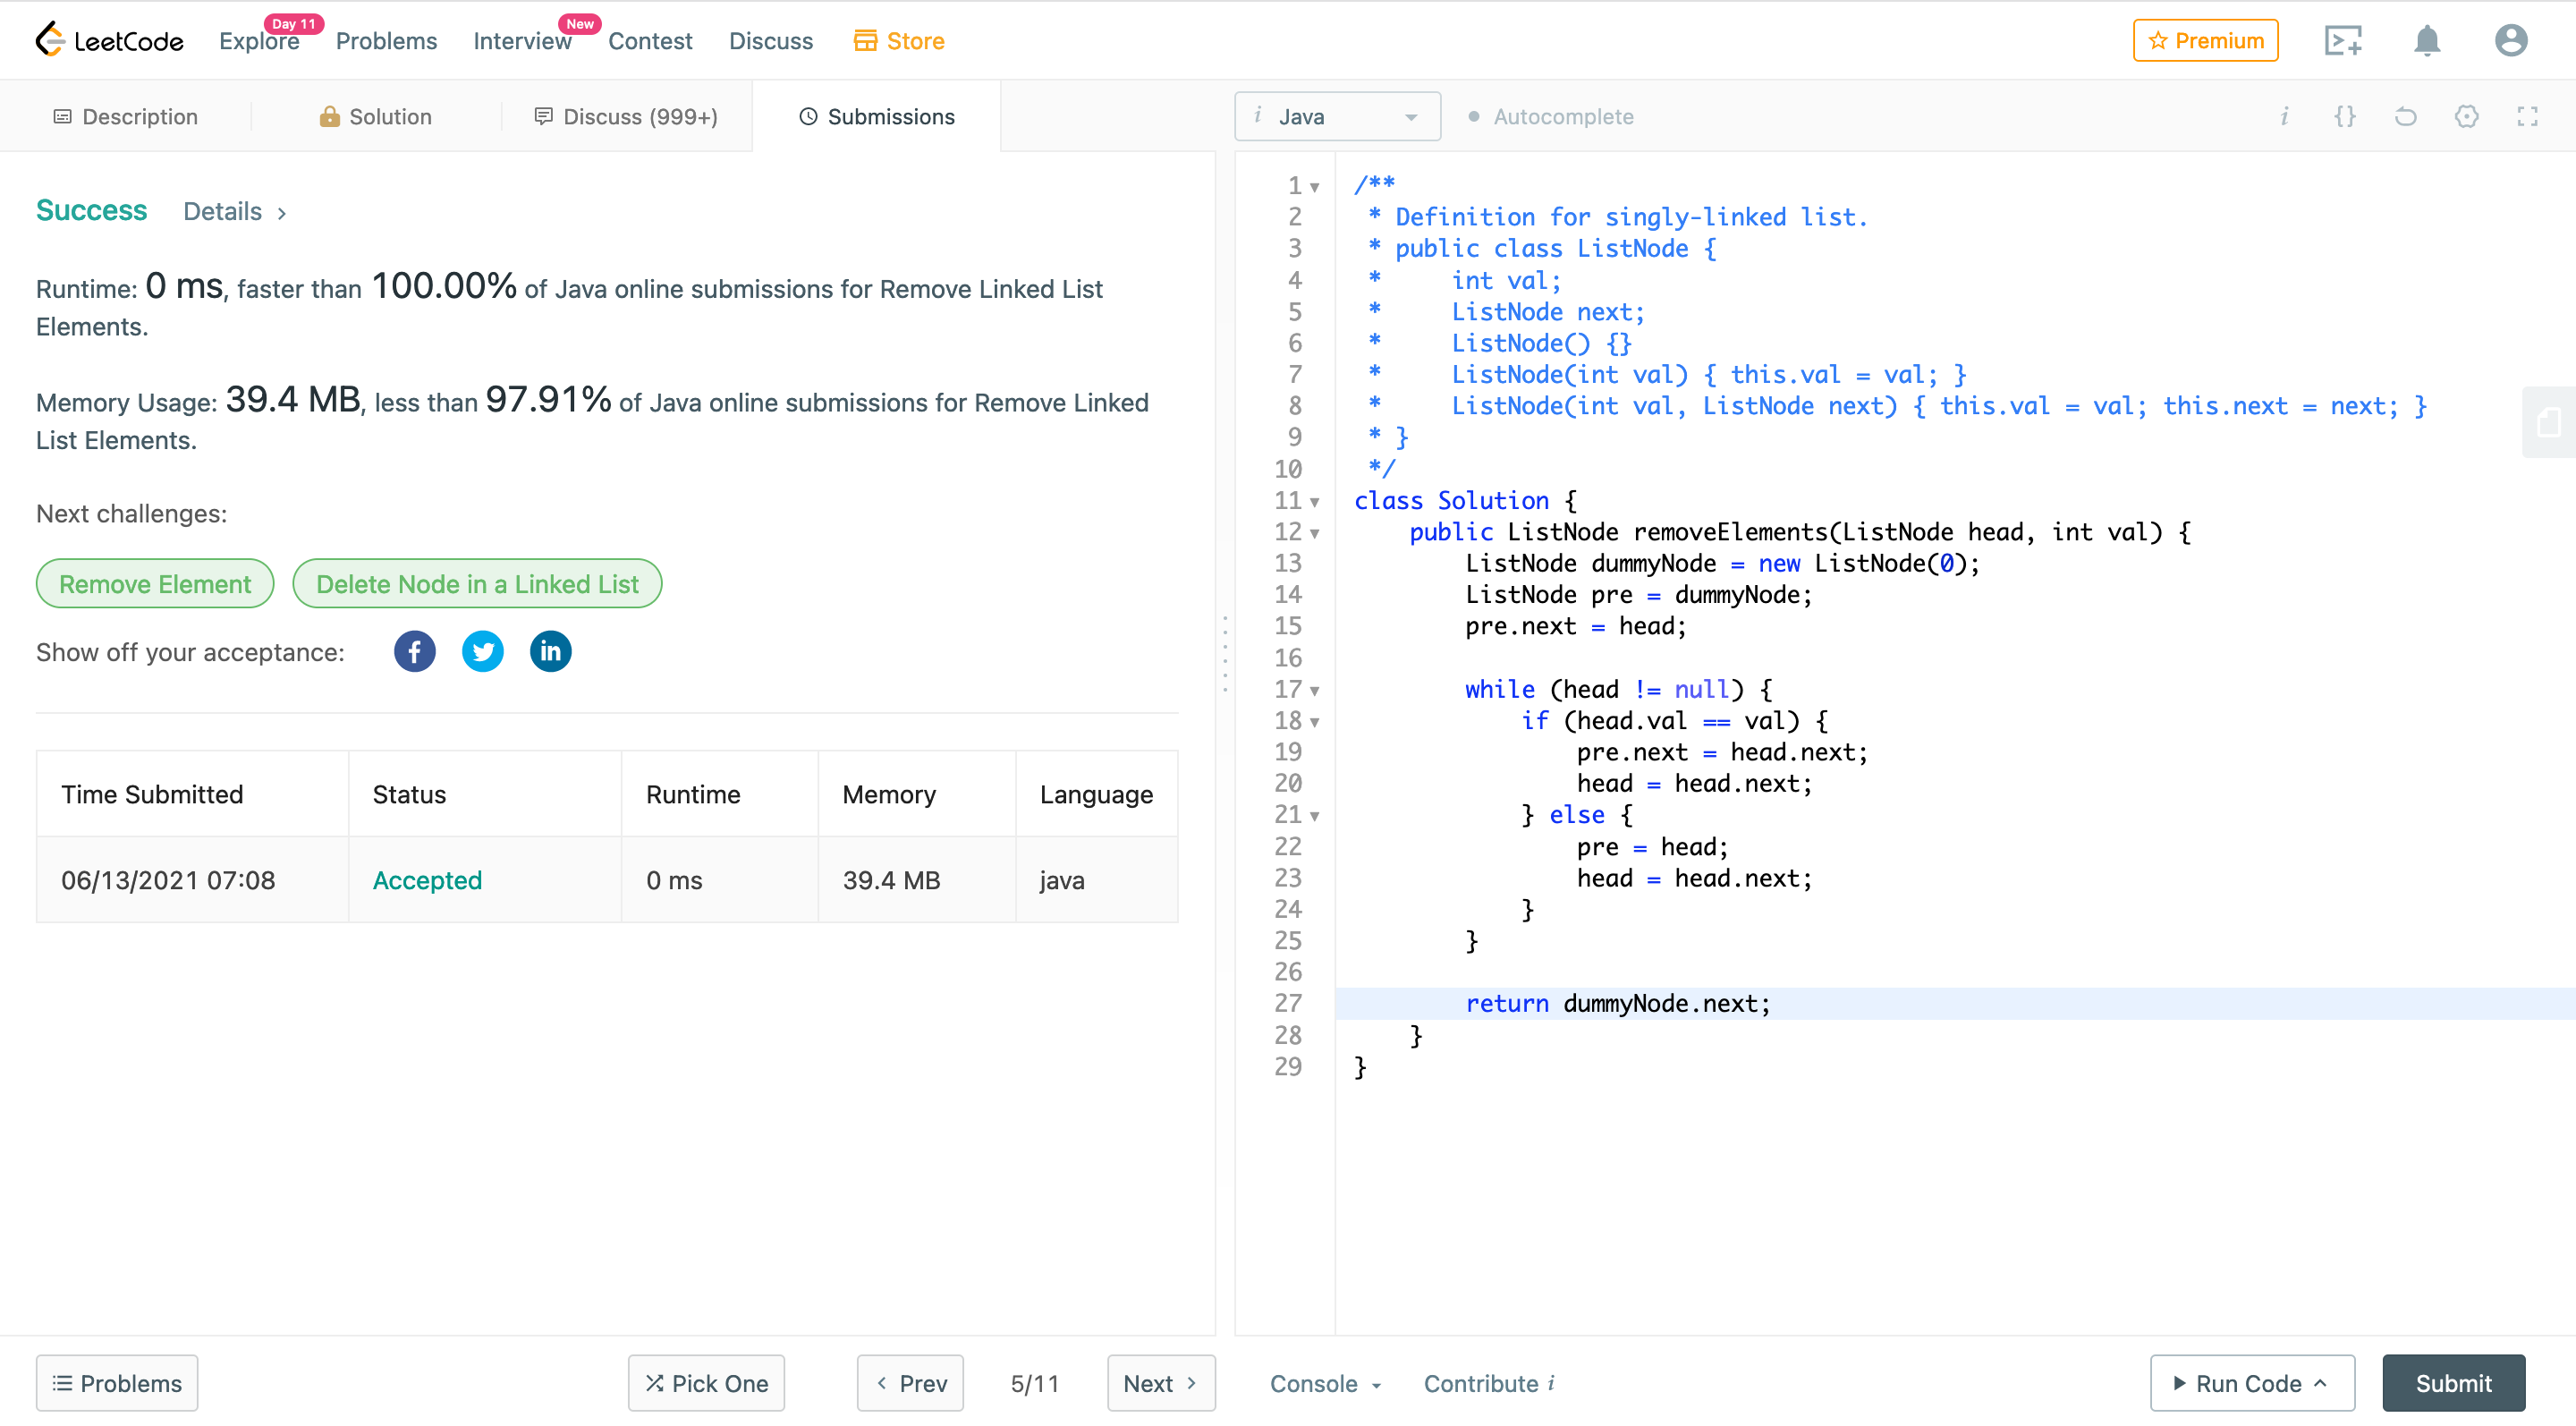 LeetCode Explore Day 11 Problems Interview New Contest Discuss Store Premium
Description Solution Discuss (999+) Submissions
Success Details >
Runtime: 0 ms, faster than 100.00% of Java online submissions for Remove Linked List
Elements.
Memory Usage: 39.4 MB, less than 97.91% of Java online submissions for Remove Linked
List Elements.
Next challenges:
Remove Element Delete Node in a Linked List
Show off your acceptance: f in
Time Submitted Status Runtime Memory Language
06/13/2021 07:08 Accepted 0 ms 39.4 MB java
i Java Autocomplete i {}
1 /**
2  * Definition for singly-linked list.
3  * public class ListNode {
4  *     int val;
5  *     ListNode next;
6  *     ListNode() {}
7  *     ListNode(int val) { this.val = val; }
8  *     ListNode(int val, ListNode next) { this.val = val; this.next = next; }
9  * }
10  */
11 class Solution {
12     public ListNode removeElements(ListNode head, int val) {
13         ListNode dummyNode = new ListNode(0);
14         ListNode pre = dummyNode;
15         pre.next = head;
16
17         while (head != null) {
18             if (head.val == val) {
19                 pre.next = head.next;
20                 head = head.next;
21             } else {
22                 pre = head;
23                 head = head.next;
24             }
25         }
26
27         return dummyNode.next;
28     }
29 }
Problems Pick One < Prev 5/11 Next > Console Contribute i Run Code Submit